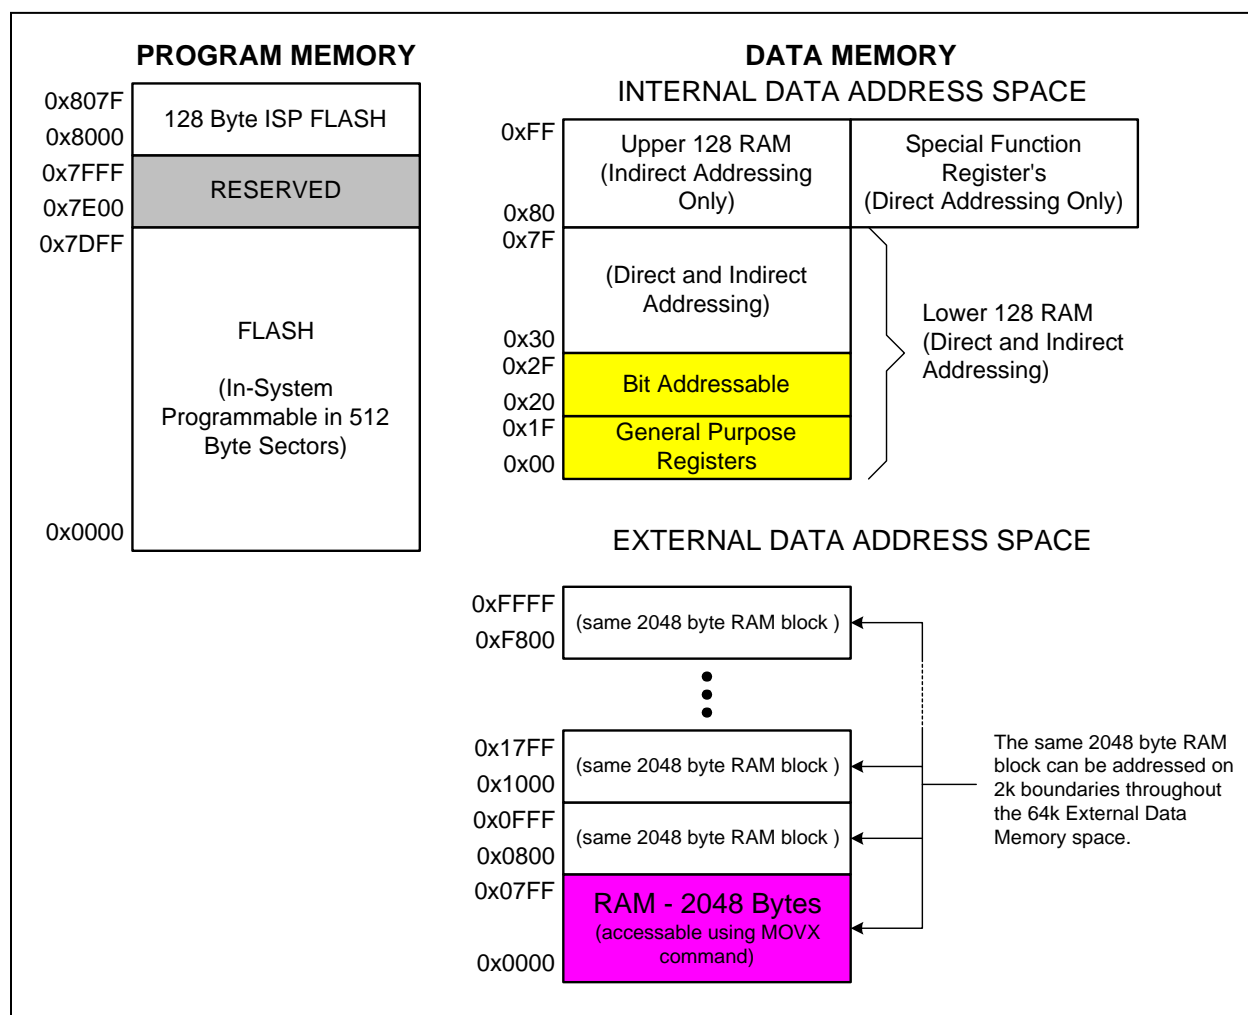 PROGRAM MEMORY
0x807F
128 Byte ISP FLASH
0x8000
0x7FFF
RESERVED
0x7E00
0x7DFF
FLASH
(In-System
Programmable in 512
Byte Sectors)
0x0000
DATA MEMORY
INTERNAL DATA ADDRESS SPACE
0xFF
Upper 128 RAM
(Indirect Addressing
Only)
0x80
Special Function
Register's
(Direct Addressing Only)
0x7F
(Direct and Indirect
Addressing)
0x30
0x2F
Bit Addressable
0x20
0x1F
General Purpose
Registers
0x00
Lower 128 RAM
(Direct and Indirect
Addressing)
EXTERNAL DATA ADDRESS SPACE
0xFFFF
(same 2048 byte RAM block )
0xF800
0x17FF
(same 2048 byte RAM block )
0x1000
0x0FFF
(same 2048 byte RAM block )
0x0800
0x07FF
RAM - 2048 Bytes
(accessable using MOVX
command)
0x0000
The same 2048 byte RAM
block can be addressed on
2k boundaries throughout
the 64k External Data
Memory space.